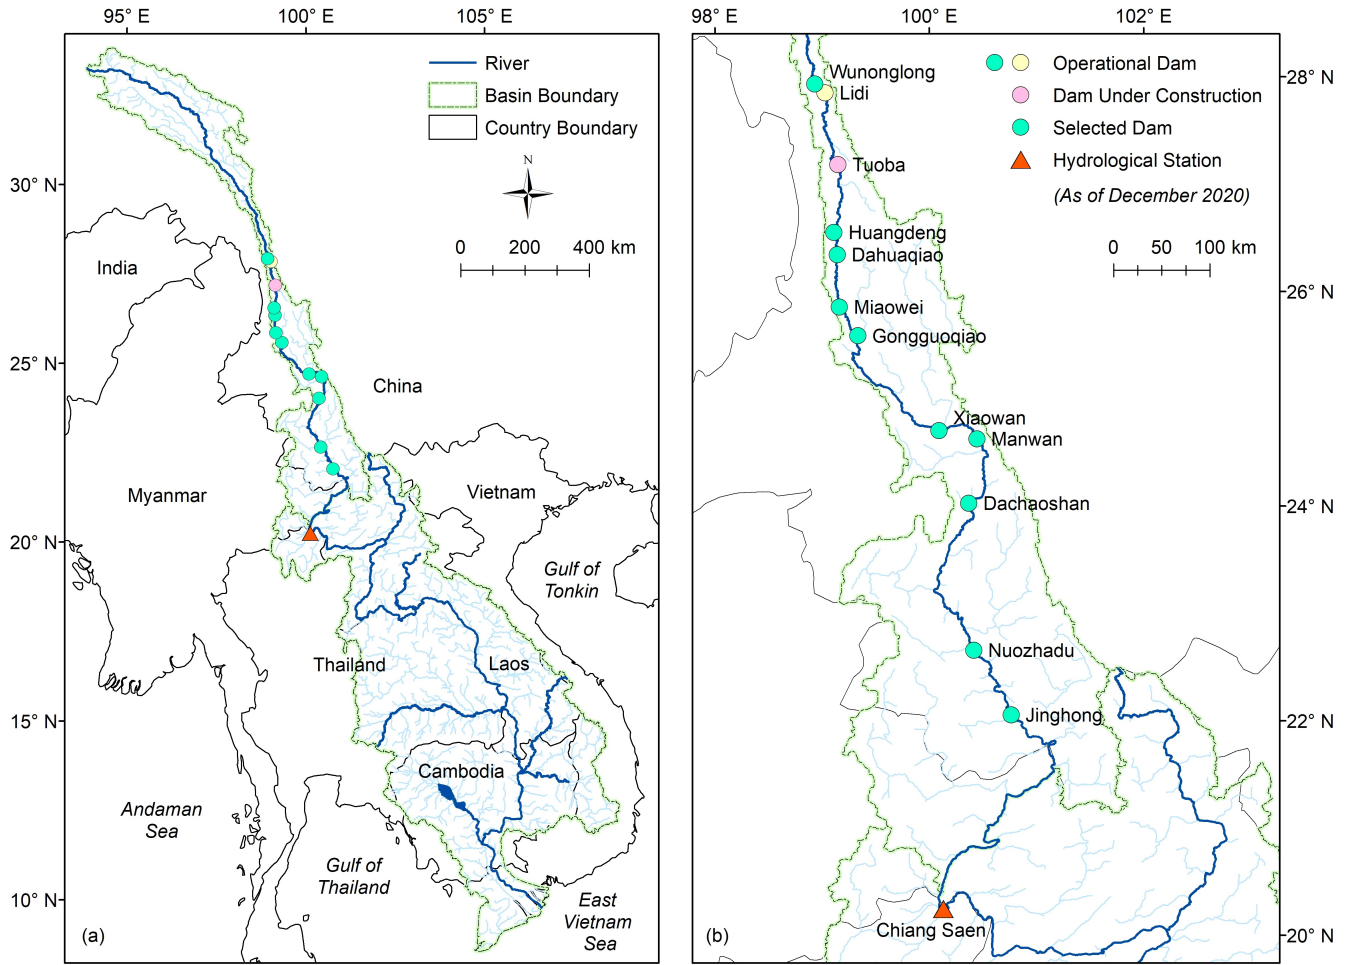 95° E
100° E
105° E
River
Basin Boundary
Country Boundary
N
0 200 400 km
30° N
25° N
20° N
15° N
10° N
India
China
Myanmar
Vietnam
Gulf of
Tonkin
Thailand
Laos
Cambodia
Andaman
Sea
Gulf of
Thailand
East
Vietnam
Sea
(a)
98° E
100° E
102° E
Operational Dam
Dam Under Construction
Selected Dam
Hydrological Station
(As of December 2020)
0 50 100 km
28° N
26° N
24° N
22° N
20° N
Wunonglong
Lidi
Tuoba
Huangdeng
Dahuaqiao
Miaowei
Gongguoqiao
Xiaowan
Manwan
Dachaoshan
Nuozhadu
Jinghong
Chiang Saen
(b)